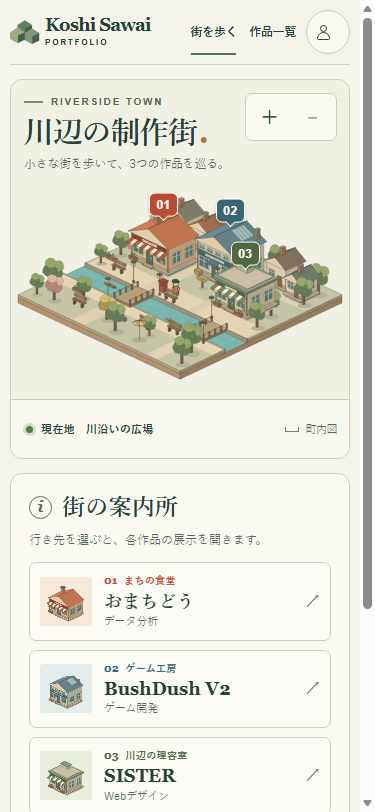 Koshi Sawai
PORTFOLIO
街を歩く 作品一覧
RIVERSIDE TOWN
川辺の制作街.
小さな街を歩いて、3つの作品を巡る。
+ −
01
02
03
現在地 川沿いの広場
町内図
i 街の案内所
行き先を選ぶと、各作品の展示を開きます。
01 まちの食堂
おまちどう
データ分析
02 ゲーム工房
BushDush V2
ゲーム開発
03 川辺の理容室
SISTER
Webデザイン